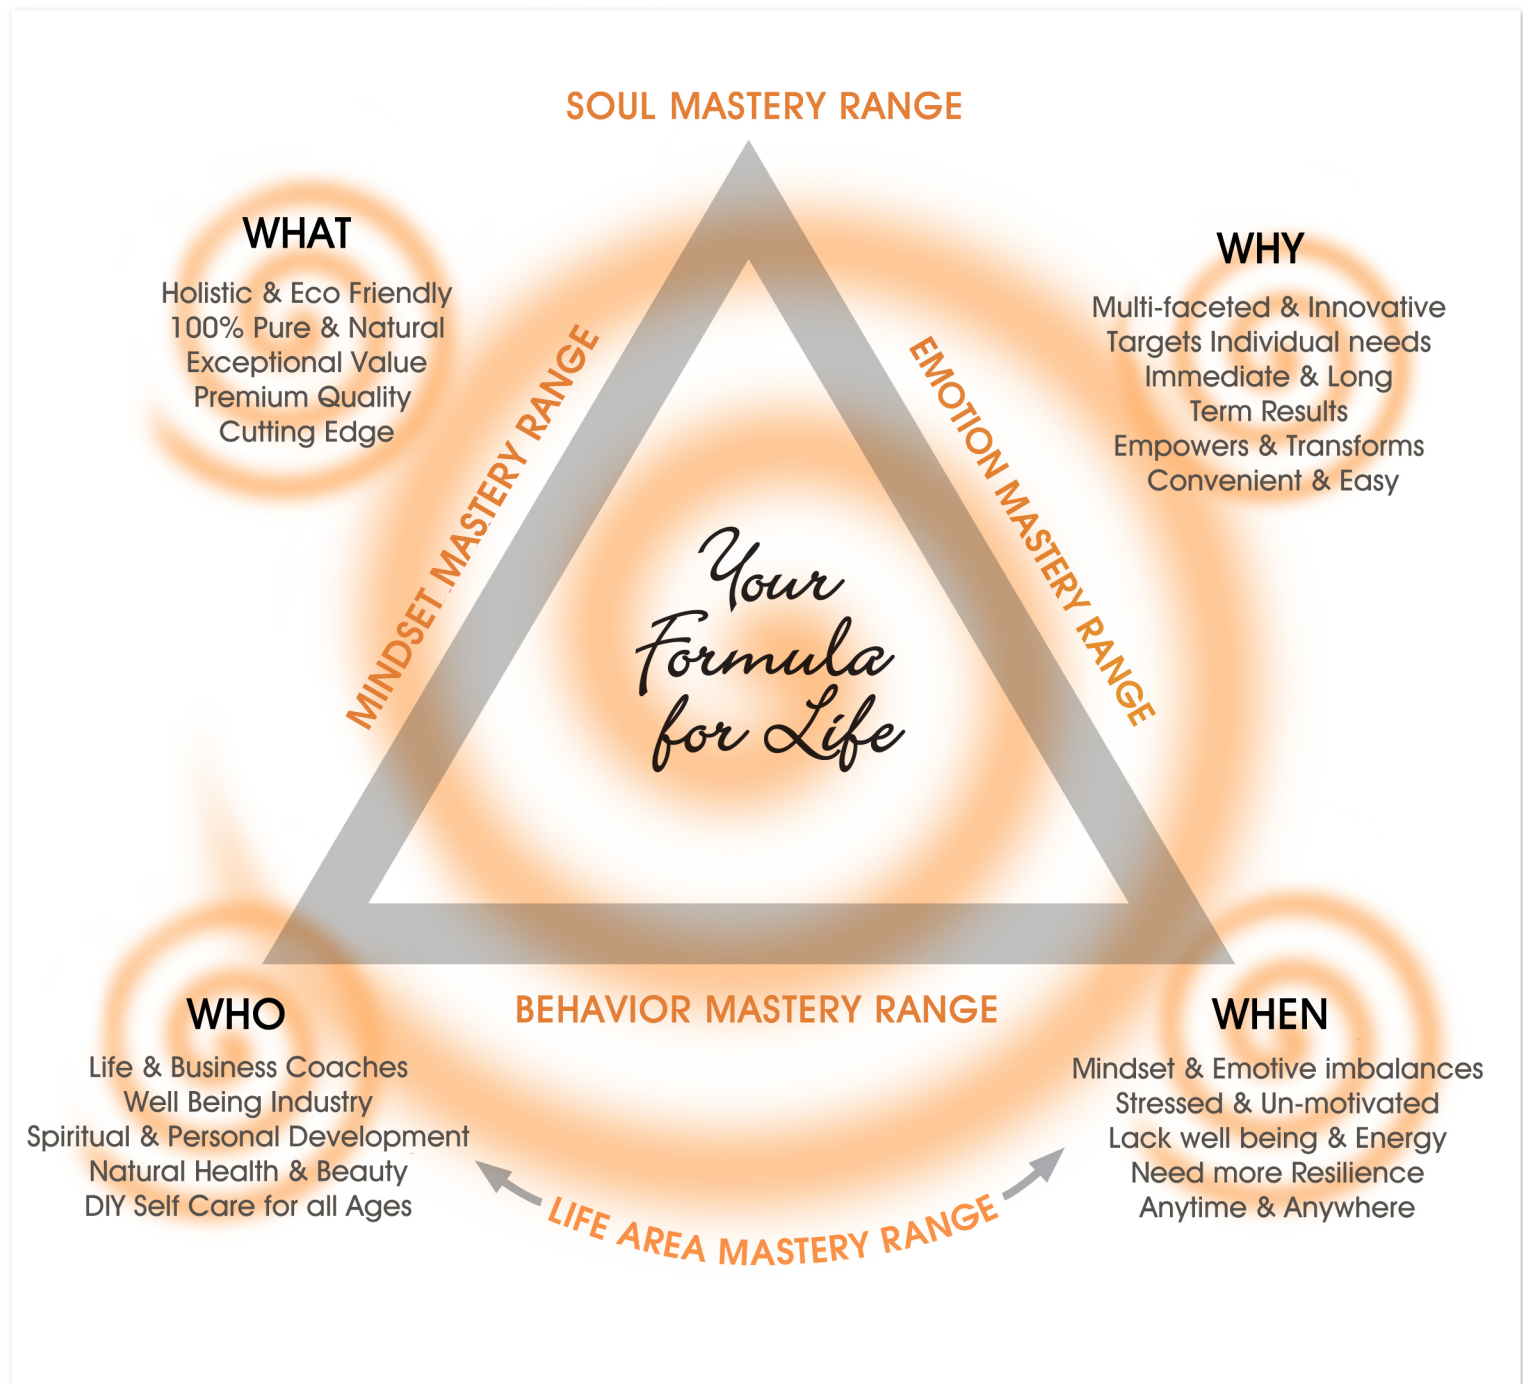 SOUL MASTERY RANGE
WHAT
Holistic & Eco Friendly
100% Pure & Natural
Exceptional Value
Premium Quality
Cutting Edge
WHY
Multi-faceted & Innovative
Targets Individual needs
Immediate & Long
Term Results
Empowers & Transforms
Convenient & Easy
MINDSET MASTERY RANGE
EMOTION MASTERY RANGE
Your
Formula
for Life
BEHAVIOR MASTERY RANGE
WHO
Life & Business Coaches
Well Being Industry
Spiritual & Personal Development
Natural Health & Beauty
DIY Self Care for all Ages
WHEN
Mindset & Emotive imbalances
Stressed & Un-motivated
Lack well being & Energy
Need more Resilience
Anytime & Anywhere
LIFE AREA MASTERY RANGE